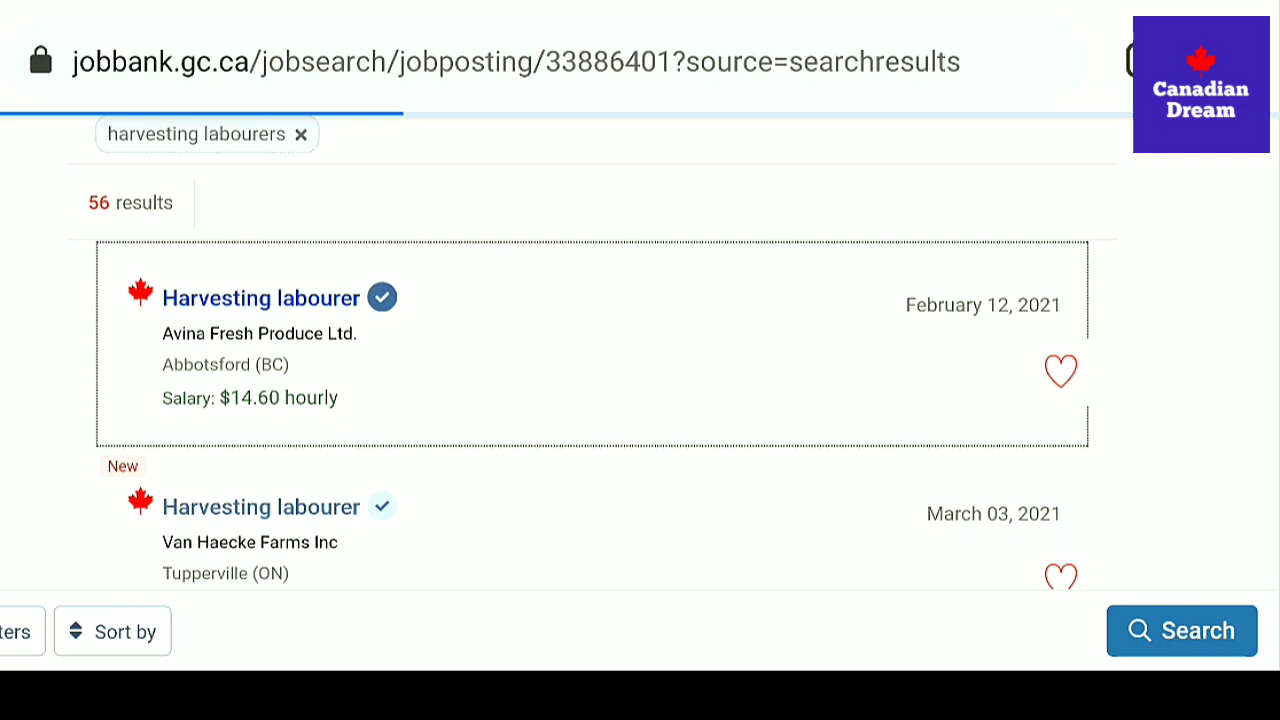 jobbank.gc.ca/jobsearch/jobposting/33886401?source=searchresults
Canadian
Dream
harvesting labourers
56 results
Harvesting labourer
February 12, 2021
Avina Fresh Produce Ltd.
Abbotsford (BC)
Salary: $14.60 hourly
New
Harvesting labourer
March 03, 2021
Van Haecke Farms Inc
Tupperville (ON)
ters
Sort by
Search